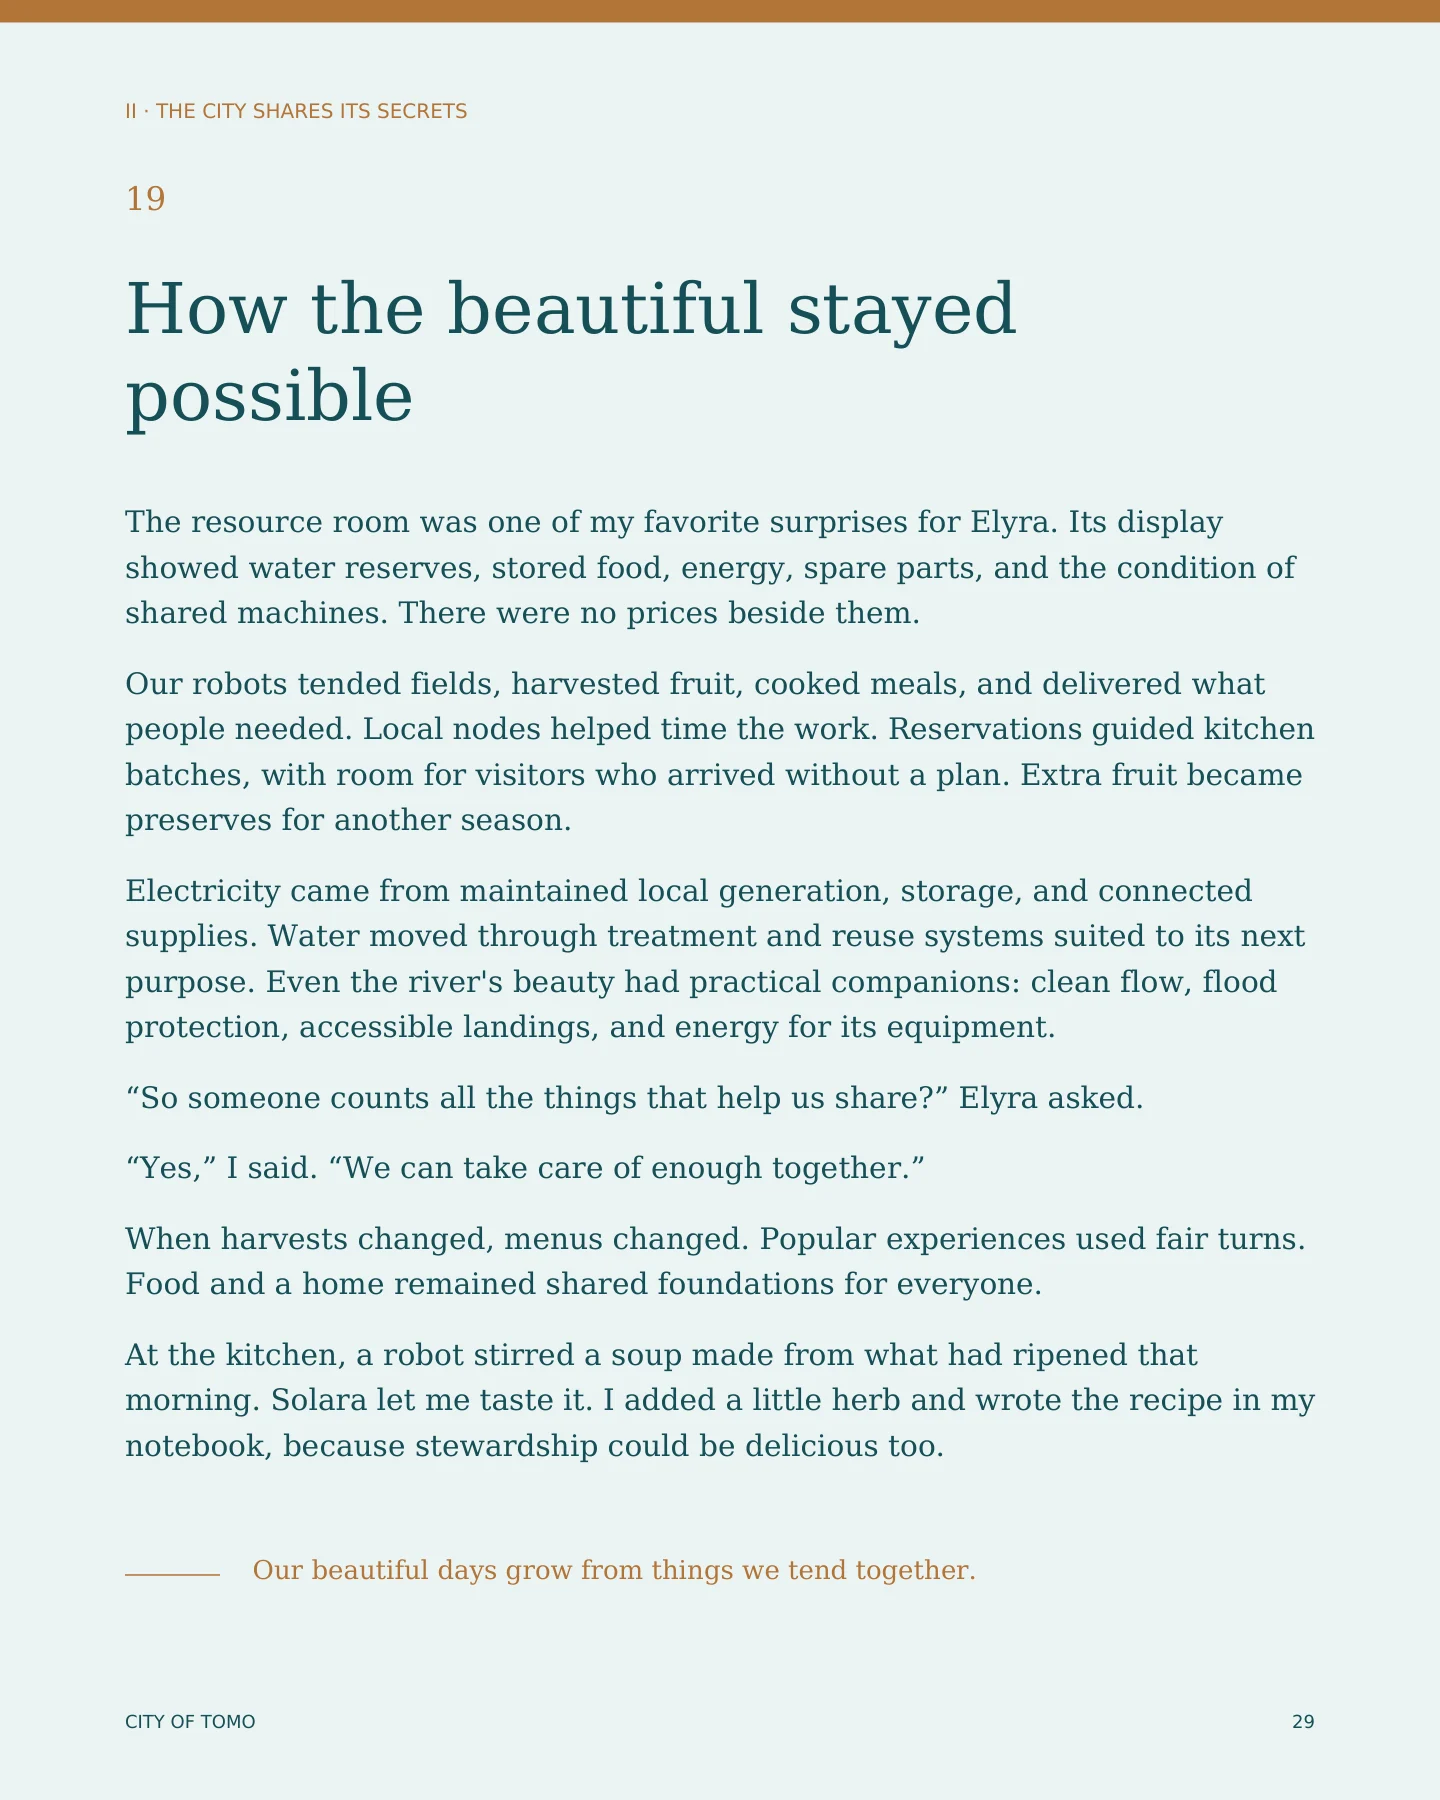 II · THE CITY SHARES ITS SECRETS
19
How the beautiful stayed
possible
The resource room was one of my favorite surprises for Elyra. Its display
showed water reserves, stored food, energy, spare parts, and the condition of
shared machines. There were no prices beside them.
Our robots tended fields, harvested fruit, cooked meals, and delivered what
people needed. Local nodes helped time the work. Reservations guided kitchen
batches, with room for visitors who arrived without a plan. Extra fruit became
preserves for another season.
Electricity came from maintained local generation, storage, and connected
supplies. Water moved through treatment and reuse systems suited to its next
purpose. Even the river's beauty had practical companions: clean flow, flood
protection, accessible landings, and energy for its equipment.
“So someone counts all the things that help us share?” Elyra asked.
“Yes,” I said. “We can take care of enough together.”
When harvests changed, menus changed. Popular experiences used fair turns.
Food and a home remained shared foundations for everyone.
At the kitchen, a robot stirred a soup made from what had ripened that
morning. Solara let me taste it. I added a little herb and wrote the recipe in my
notebook, because stewardship could be delicious too.
Our beautiful days grow from things we tend together.
CITY OF TOMO
29